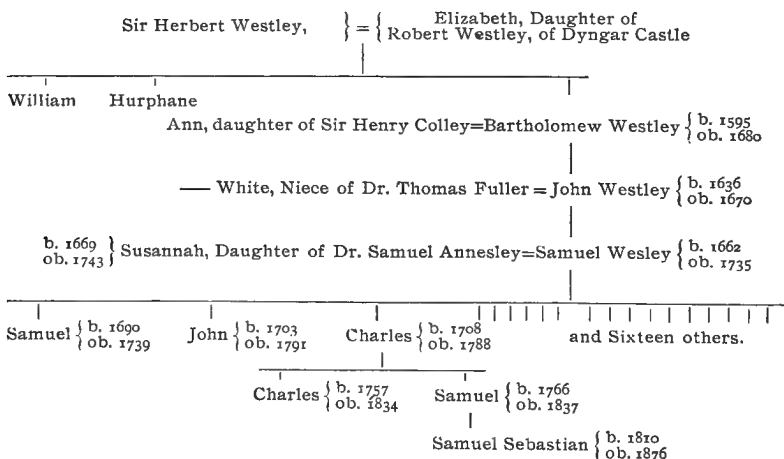 Sir Herbert Westley, } = { Elizabeth, Daughter of
Robert Westley, of Dyngar Castle
William Hurphane
Ann, daughter of Sir Henry Colley=Bartholomew Westley { b. 1595
ob. 1680
— White, Niece of Dr. Thomas Fuller = John Westley { b. 1636
ob. 1670
b. 1669
ob. 1743 } Susannah, Daughter of Dr. Samuel Annesley=Samuel Wesley { b. 1662
ob. 1735
Samuel { b. 1690
ob. 1739
John { b. 1703
ob. 1791
Charles { b. 1708
ob. 1788
and Sixteen others.
Charles { b. 1757
ob. 1834
Samuel { b. 1766
ob. 1837
Samuel Sebastian { b. 1810
ob. 1876